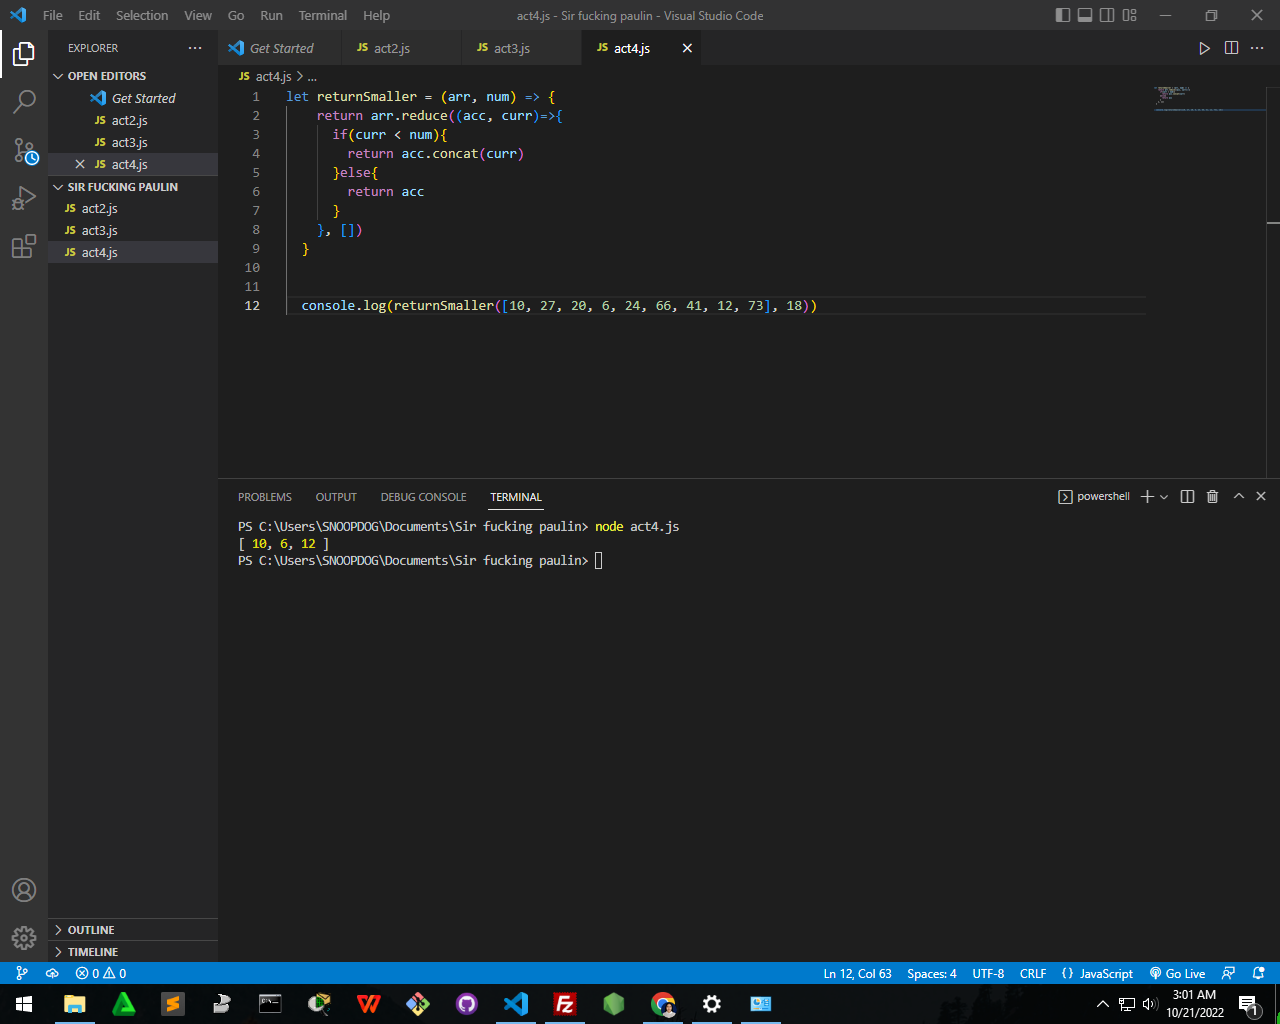 File Edit Selection View Go Run Terminal Help act4.js - Sir fucking paulin - Visual Studio Code
EXPLORER
Get Started JS act2.js JS act3.js JS act4.js
OPEN EDITORS
Get Started
JS act2.js
JS act3.js
JS act4.js
SIR FUCKING PAULIN
JS act2.js
JS act3.js
JS act4.js
OUTLINE
TIMELINE
JS act4.js > ...
1 let returnSmaller = (arr, num) => {
2 return arr.reduce((acc, curr)=>{
3 if(curr < num){
4 return acc.concat(curr)
5 }else{
6 return acc
7 }
8 }, [])
9 }
10
11
12 console.log(returnSmaller([10, 27, 20, 6, 24, 66, 41, 12, 73], 18))
PROBLEMS OUTPUT DEBUG CONSOLE TERMINAL powershell
PS C:\Users\SNOOPDOG\Documents\Sir fucking paulin> node act4.js
[ 10, 6, 12 ]
PS C:\Users\SNOOPDOG\Documents\Sir fucking paulin>
0 0 Ln 12, Col 63 Spaces: 4 UTF-8 CRLF {} JavaScript Go Live
3:01 AM
10/21/2022
1